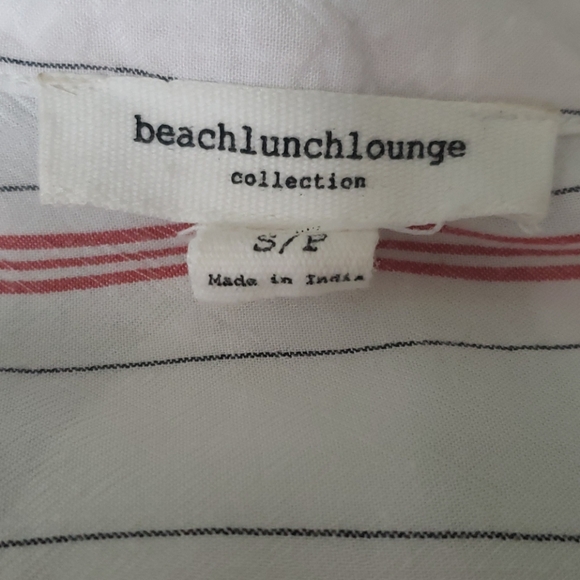 beachlunchlounge
collection
S/P
Made in India